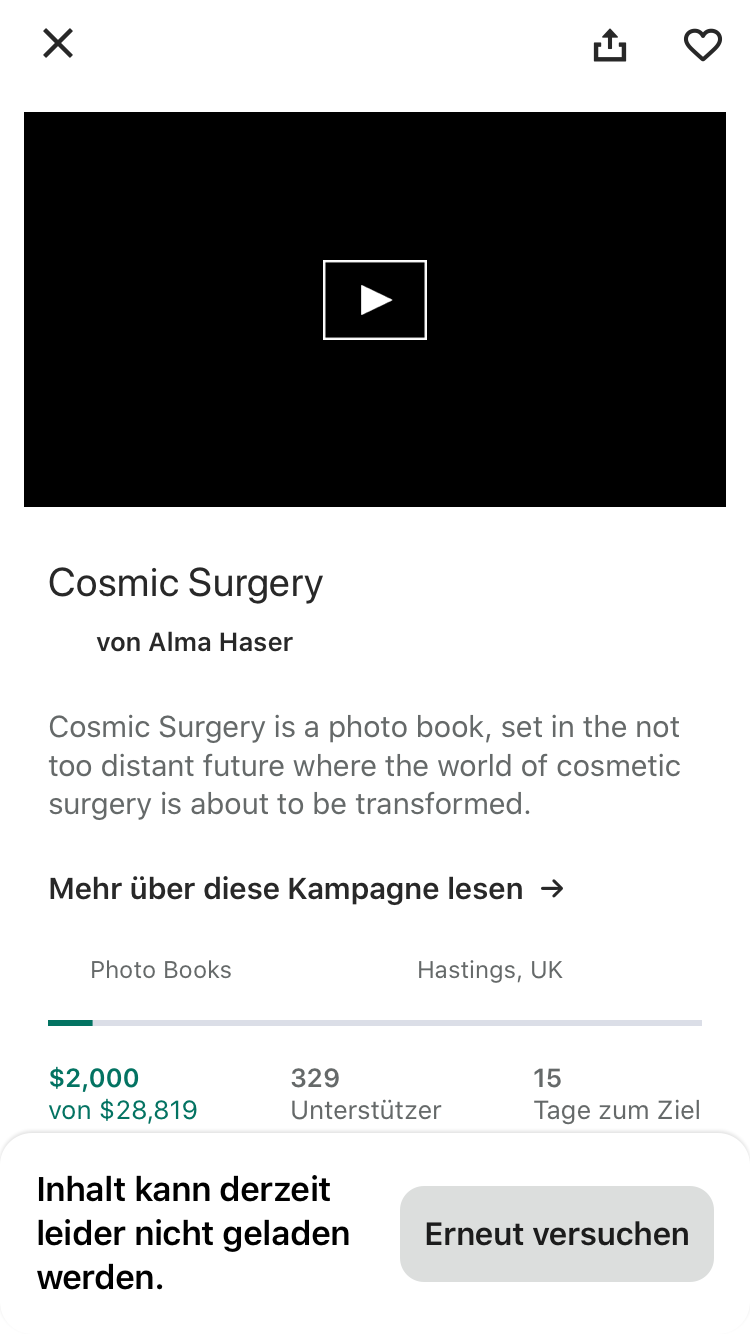 Cosmic Surgery
von Alma Haser
Cosmic Surgery is a photo book, set in the not
too distant future where the world of cosmetic
surgery is about to be transformed.
Mehr über diese Kampagne lesen →
Photo Books
Hastings, UK
$2,000
von $28,819
329
Unterstützer
15
Tage zum Ziel
Inhalt kann derzeit
leider nicht geladen
werden.
Erneut versuchen